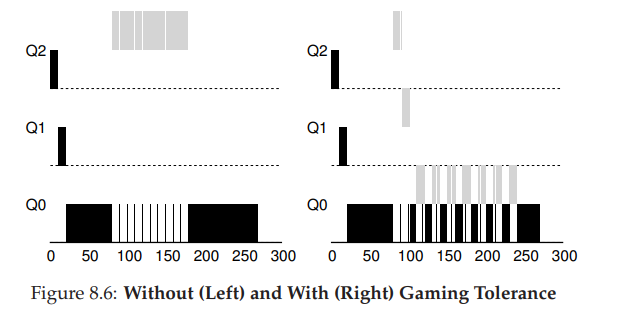 Q2 Q2
Q1 Q1
Q0 Q0
0 50 100 150 200 250 300 0 50 100 150 200 250 300
Figure 8.6: Without (Left) and With (Right) Gaming Tolerance